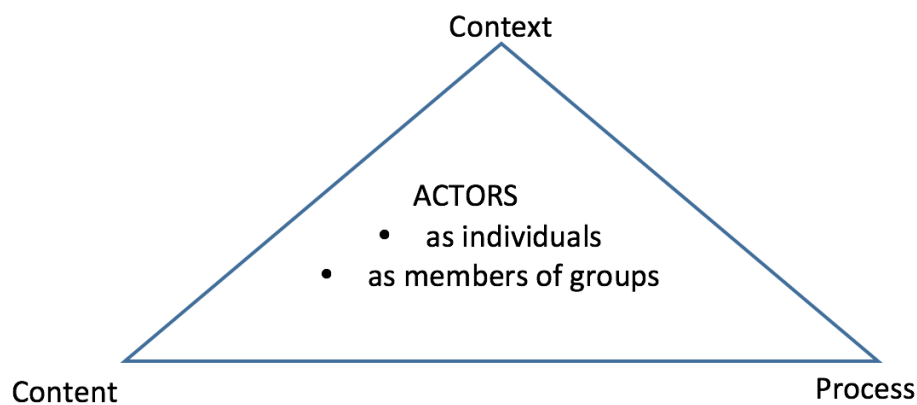 Context
ACTORS
• as individuals
• as members of groups
Content
Process